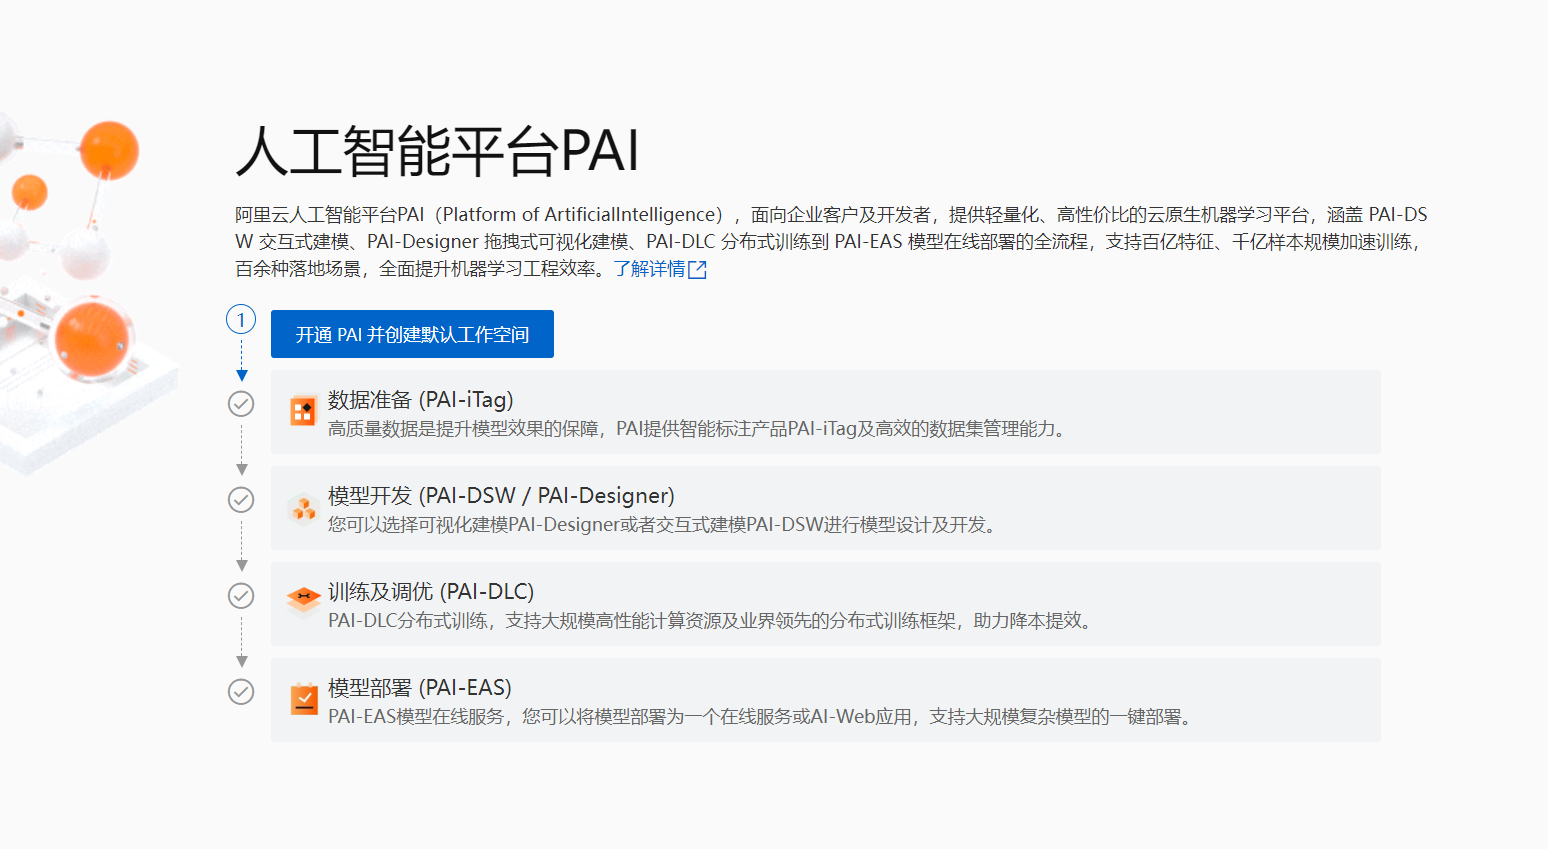 人工智能平台PAI
阿里云人工智能平台PAI（Platform of ArtificialIntelligence），面向企业客户及开发者，提供轻量化、高性价比的云原生机器学习平台，涵盖 PAI-DS
W 交互式建模、PAI-Designer 拖拽式可视化建模、PAI-DLC 分布式训练到 PAI-EAS 模型在线部署的全流程，支持百亿特征、千亿样本规模加速训练，
百余种落地场景，全面提升机器学习工程效率。了解详情
1
开通 PAI 并创建默认工作空间
数据准备 (PAI-iTag)
高质量数据是提升模型效果的保障，PAI提供智能标注产品PAI-iTag及高效的数据集管理能力。
模型开发 (PAI-DSW / PAI-Designer)
您可以选择可视化建模PAI-Designer或者交互式建模PAI-DSW进行模型设计及开发。
训练及调优 (PAI-DLC)
PAI-DLC分布式训练，支持大规模高性能计算资源及业界领先的分布式训练框架，助力降本提效。
模型部署 (PAI-EAS)
PAI-EAS模型在线服务，您可以将模型部署为一个在线服务或AI-Web应用，支持大规模复杂模型的一键部署。